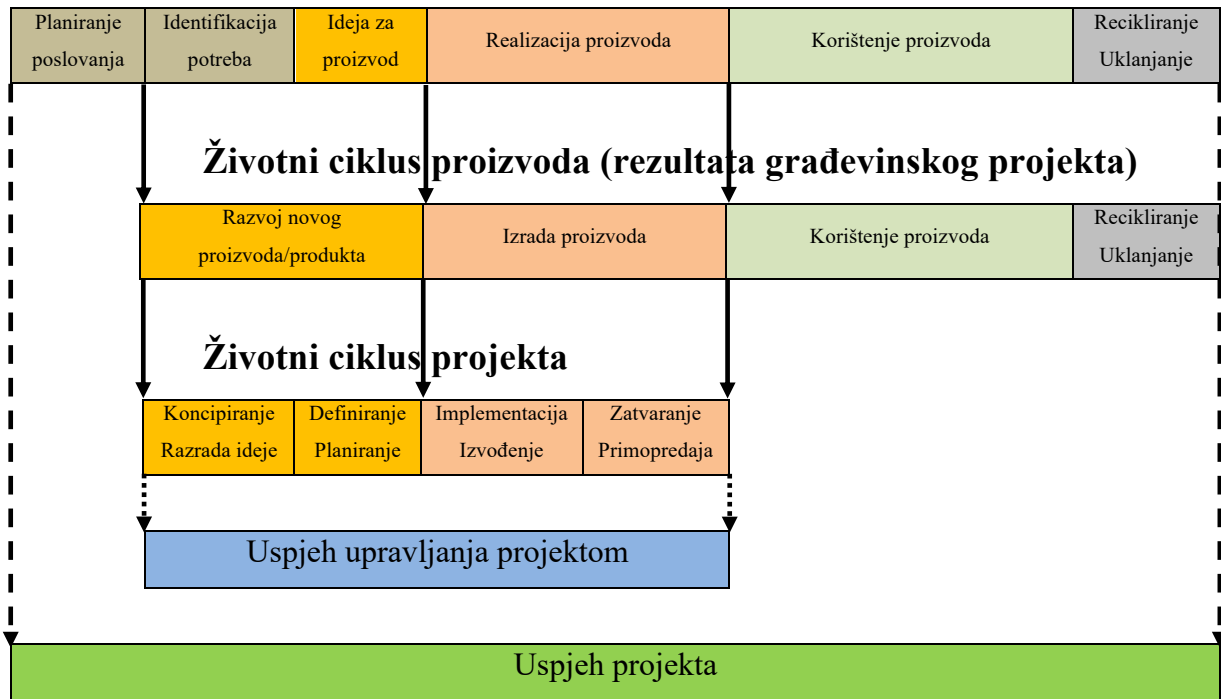 Planiranje
poslovanja
Identifikacija
potreba
Ideja za
proizvod
Realizacija proizvoda
Korištenje proizvoda
Recikliranje
Uklanjanje
Životni ciklus proizvoda (rezultata građevinskog projekta)
Razvoj novog
proizvoda/produkta
Izrada proizvoda
Korištenje proizvoda
Recikliranje
Uklanjanje
Životni ciklus projekta
Koncipiranje
Razrada ideje
Definiranje
Planiranje
Implementacija
Izvođenje
Zatvaranje
Primopredaja
Uspjeh upravljanja projektom
Uspjeh projekta